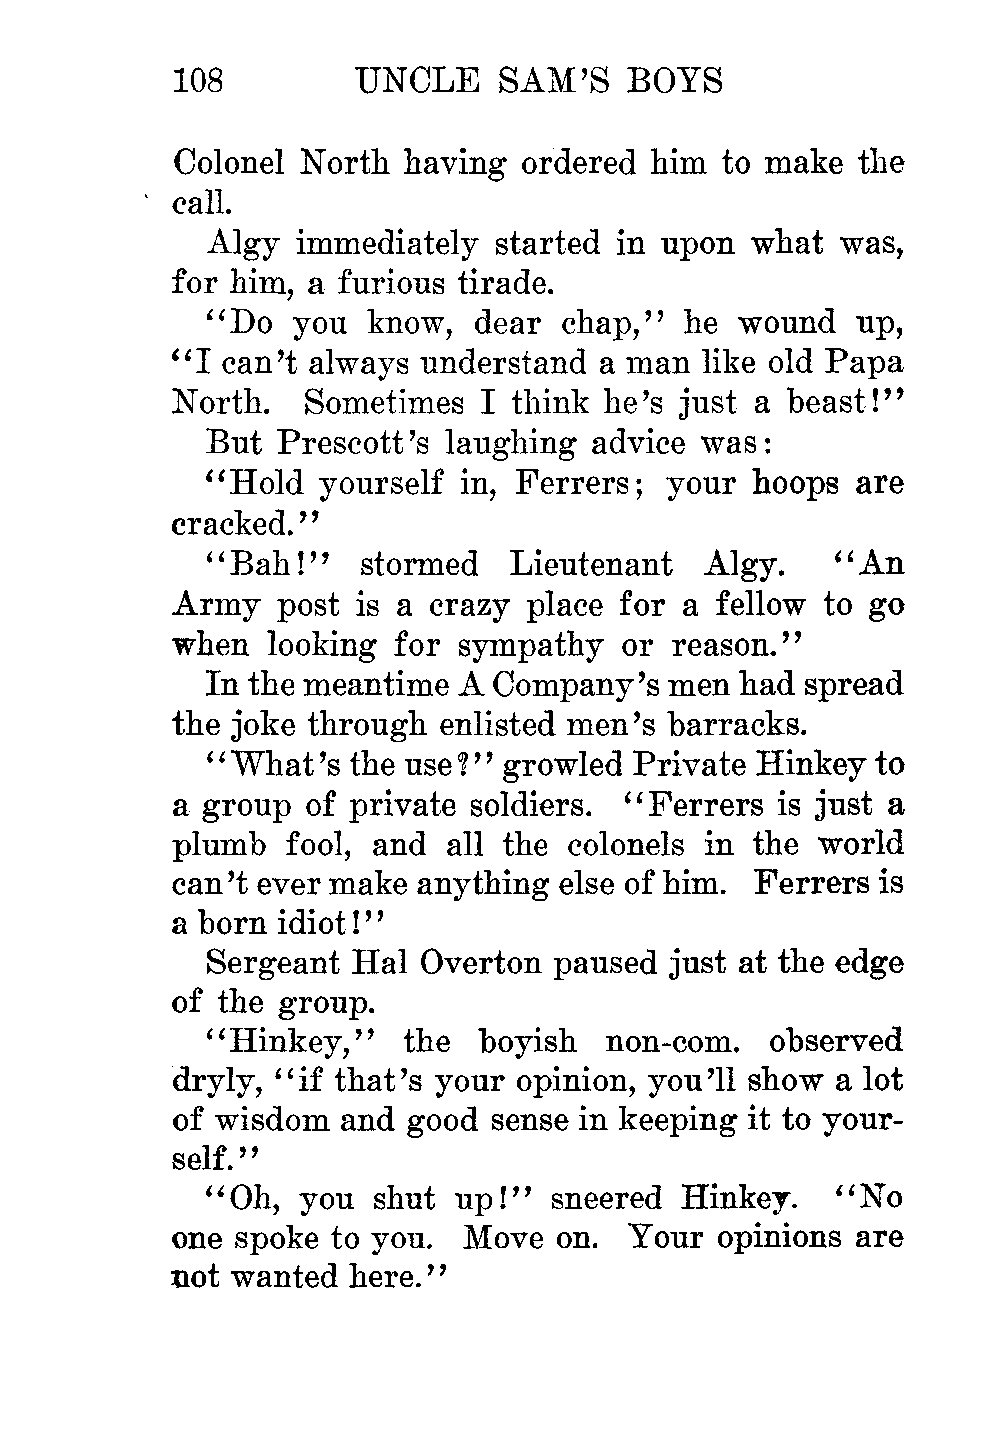 108 UNCLE SAM'S BOYS
Colonel North having ordered him to make the
call.
Algy immediately started in upon what was,
for him, a furious tirade.
"Do you know, dear chap," he wound up,
"I can't always understand a man like old Papa
North. Sometimes I think he's just a beast!"
But Prescott's laughing advice was:
"Hold yourself in, Ferrers; your hoops are
cracked."
"Bah!" stormed Lieutenant Algy. "An
Army post is a crazy place for a fellow to go
when looking for sympathy or reason."
In the meantime A Company's men had spread
the joke through enlisted men's barracks.
"What's the use?" growled Private Hinkey to
a group of private soldiers. "Ferrers is just a
plumb fool, and all the colonels in the world
can't ever make anything else of him. Ferrers is
a born idiot!"
Sergeant Hal Overton paused just at the edge
of the group.
"Hinkey," the boyish non-com. observed
dryly, "if that's your opinion, you'll show a lot
of wisdom and good sense in keeping it to your-
self."
"Oh, you shut up!" sneered Hinkey. "No
one spoke to you. Move on. Your opinions are
not wanted here."